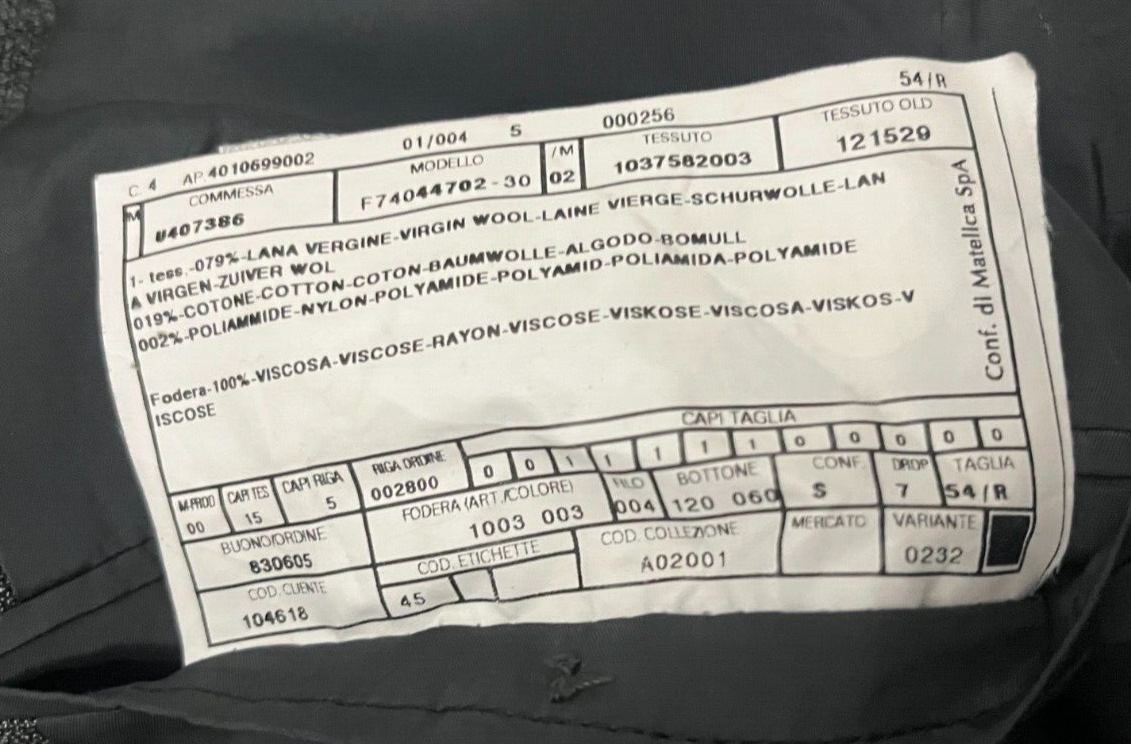 54/R
C. 4 AP.4010699002 01/004 5 000256
COMMESSA MODELLO /M TESSUTO TESSUTO OLD
M U407386 F74044702-30 02 1037582003 121529
1- tess.-079%-LANA VERGINE-VIRGIN WOOL-LAINE VIERGE-SCHURWOLLE-LAN
A VIRGEN-ZUIVER WOL
019%-COTONE-COTTON-COTON-BAUMWOLLE-ALGODO-BOMULL
002%-POLIAMMIDE-NYLON-POLYAMIDE-POLYAMID-POLIAMIDA-POLYAMIDE
Fodera-100%-VISCOSA-VISCOSE-RAYON-VISCOSE-VISKOSE-VISCOSA-VISKOS-V
ISCOSE
Conf. di Matelica SpA
CAPI TAGLIA
0 0 1 1 1 1 1 0 0 0 0 0
M.PROD CAPI TES CAPI RIGA RIGA ORDINE
00 15 5 002800
FODERA (ART./COLORE) FILO BOTTONE CONF. DROP TAGLIA
1003 003 004 120 060 S 7 54/R
BUONO/ORDINE COD. ETICHETTE COD. COLLEZIONE MERCATO VARIANTE
830605 A02001 0232
COD. CLIENTE
104618 45